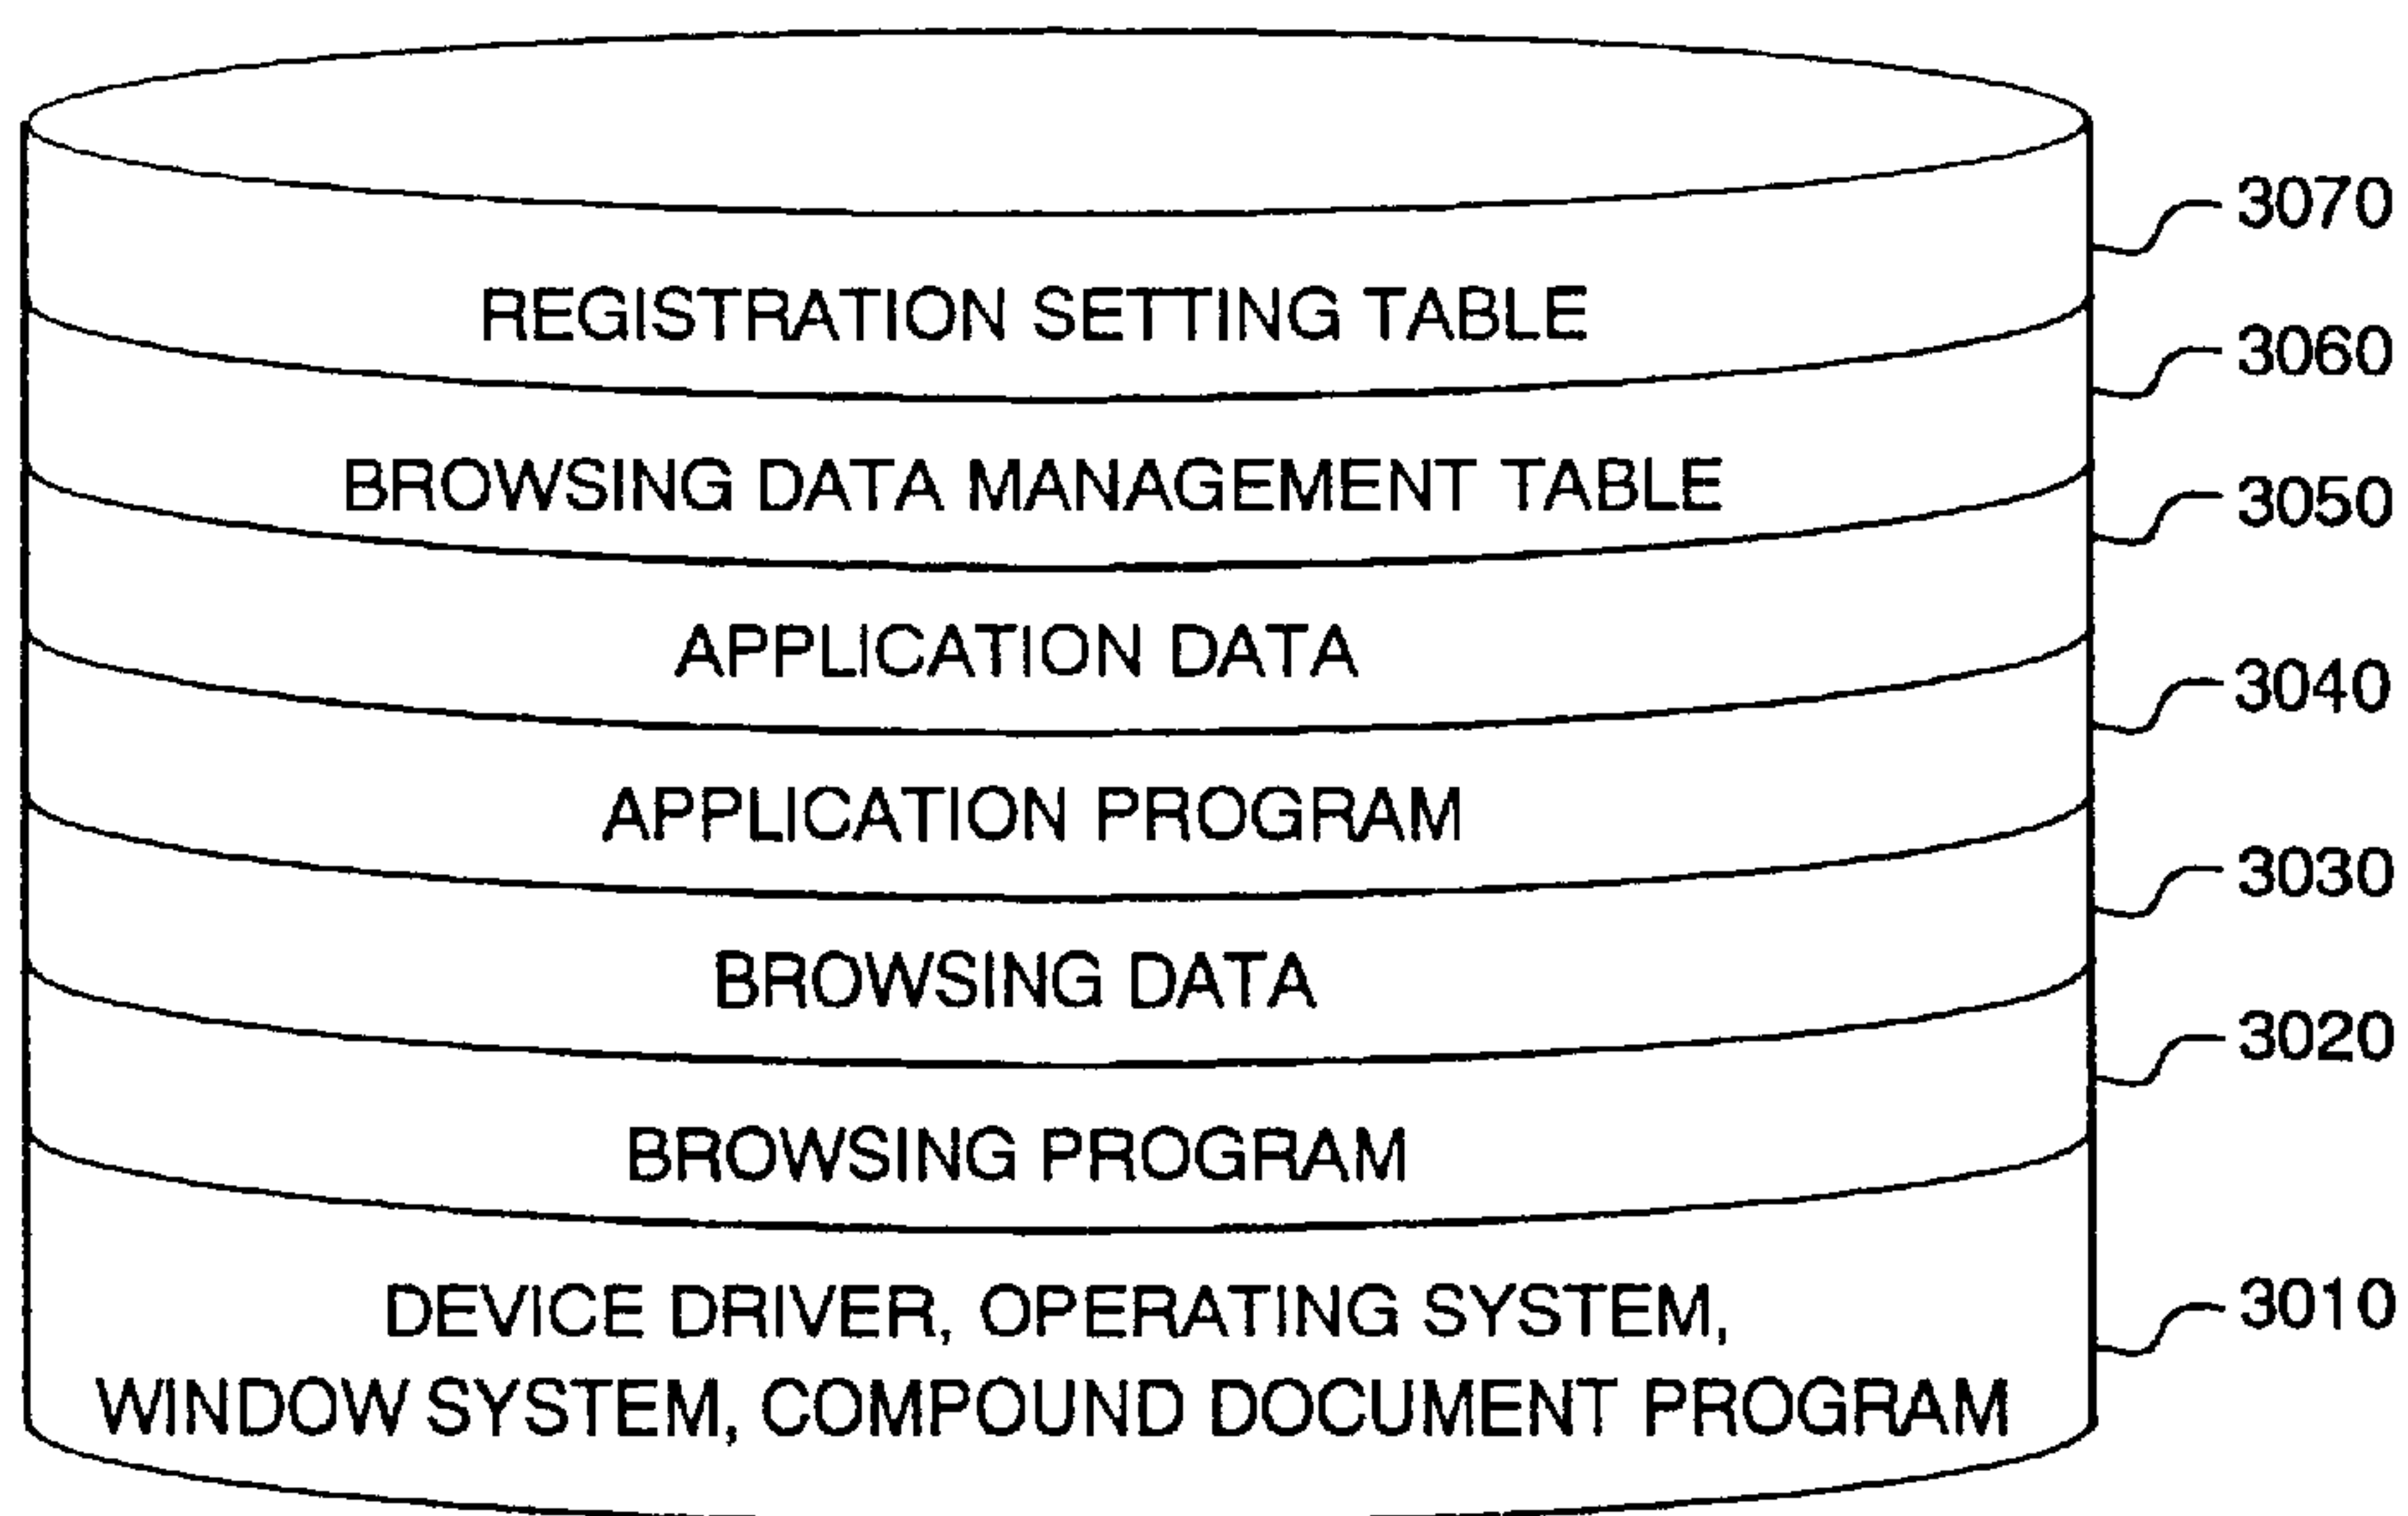 3070
REGISTRATION SETTING TABLE
3060
BROWSING DATA MANAGEMENT TABLE
3050
APPLICATION DATA
3040
APPLICATION PROGRAM
3030
BROWSING DATA
3020
BROWSING PROGRAM
3010
DEVICE DRIVER, OPERATING SYSTEM,
WINDOW SYSTEM, COMPOUND DOCUMENT PROGRAM